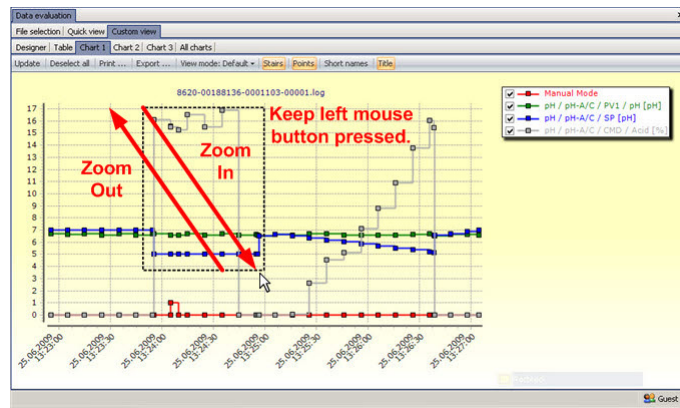 Data evaluation
File selection Quick view Custom view
Designer Table Chart 1 Chart 2 Chart 3 All charts
Update Deselect all Print ... Export ... View mode: Default Stairs Points Short names Title
8620-00188136-0001103-00001.log
17
16
15
14
13
12
11
10
9
8
7
6
5
4
3
2
1
0
Keep left mouse
button pressed.
Zoom
Out
Zoom
In
25.06.2009
13:23:00
25.06.2009
13:23:30
25.06.2009
13:24:00
25.06.2009
13:24:30
25.06.2009
13:25:00
25.06.2009
13:25:30
25.06.2009
13:26:00
25.06.2009
13:26:30
25.06.2009
13:27:00
Manual Mode
pH / pH-A/C / PV1 / pH [pH]
pH / pH-A/C / SP [pH]
pH / pH-A/C / CMD / Acid [%]
Guest